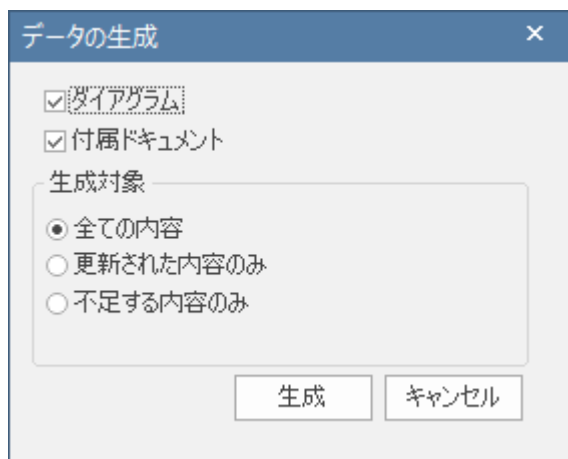 データの生成
ダイアグラム
付属ドキュメント
生成対象
全ての内容
更新された内容のみ
不足する内容のみ
生成 キャンセル